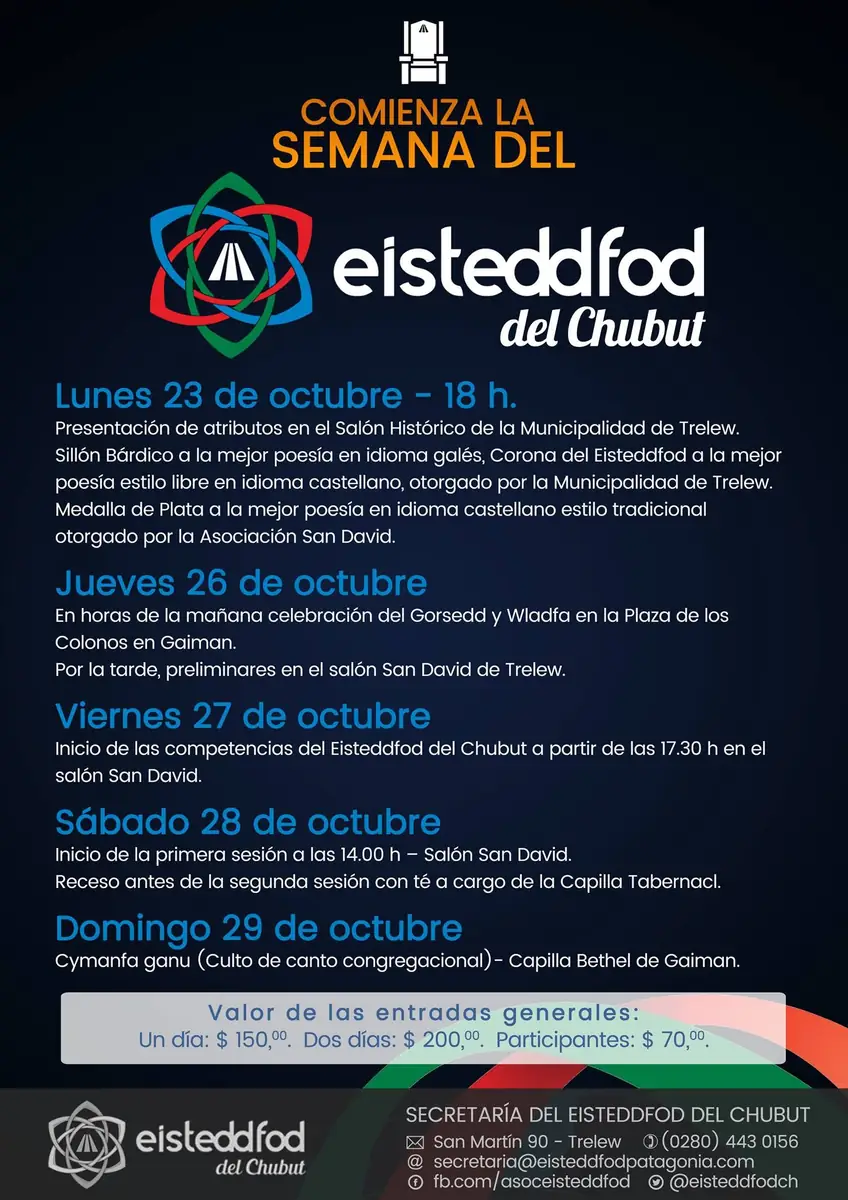 COMIENZA LA
SEMANA DEL
eisteddfod
del Chubut
Lunes 23 de octubre - 18 h.
Presentación de atributos en el Salón Histórico de la Municipalidad de Trelew.
Sillón Bárdico a la mejor poesía en idioma galés, Corona del Eisteddfod a la mejor
poesía estilo libre en idioma castellano, otorgado por la Municipalidad de Trelew.
Medalla de Plata a la mejor poesía en idioma castellano estilo tradicional
otorgado por la Asociación San David.
Jueves 26 de octubre
En horas de la mañana celebración del Gorsedd y Wladfa en la Plaza de los
Colonos en Gaiman.
Por la tarde, preliminares en el salón San David de Trelew.
Viernes 27 de octubre
Inicio de las competencias del Eisteddfod del Chubut a partir de las 17.30 h en el
salón San David.
Sábado 28 de octubre
Inicio de la primera sesión a las 14.00 h – Salón San David.
Receso antes de la segunda sesión con té a cargo de la Capilla Tabernacl.
Domingo 29 de octubre
Cymanfa ganu (Culto de canto congregacional)- Capilla Bethel de Gaiman.
Valor de las entradas generales:
Un día: $ 150,00. Dos días: $ 200,00. Participantes: $ 70,00.
eisteddfod
del Chubut
SECRETARÍA DEL EISTEDDFOD DEL CHUBUT
San Martín 90 - Trelew (0280) 443 0156
@ secretaria@eisteddfodpatagonia.com
fb.com/asoceisteddfod @eisteddfodch